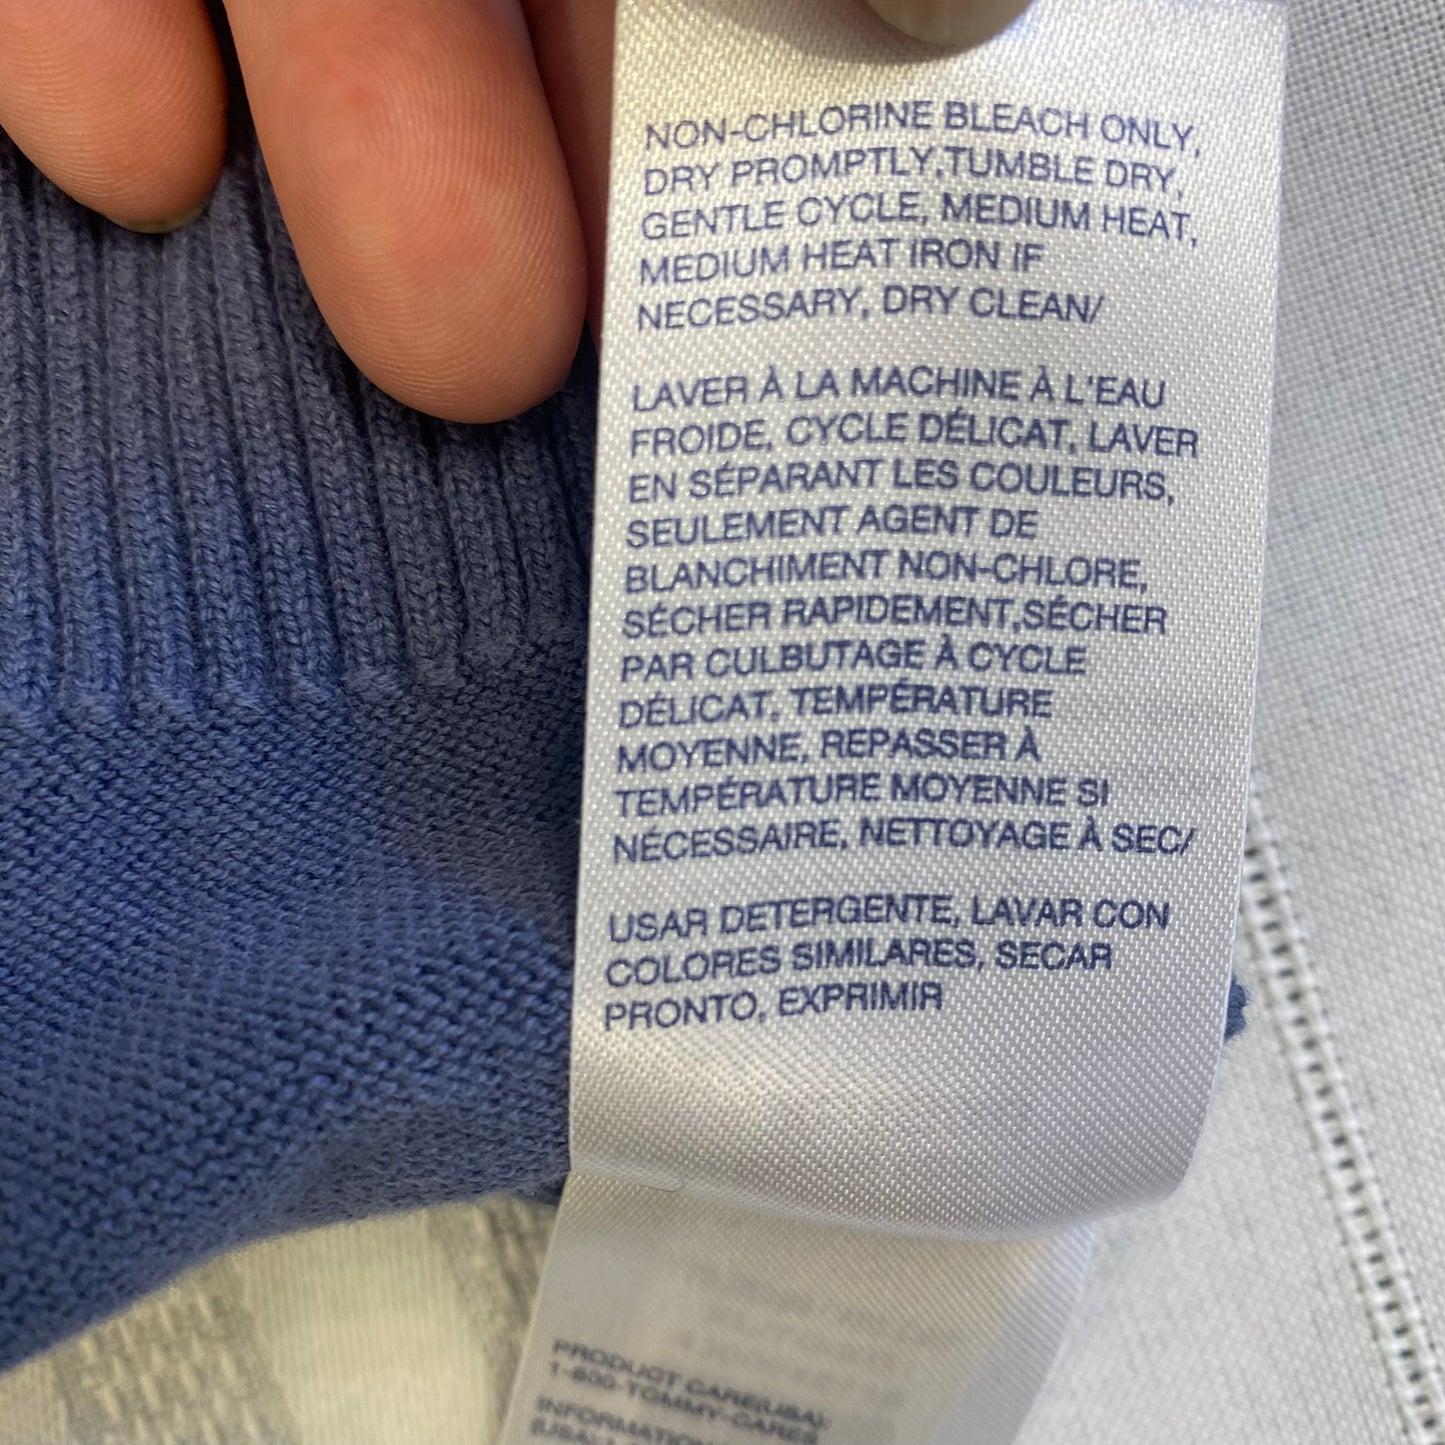 NON-CHLORINE BLEACH ONLY,
DRY PROMPTLY,TUMBLE DRY,
GENTLE CYCLE, MEDIUM HEAT,
MEDIUM HEAT IRON IF
NECESSARY, DRY CLEAN/
LAVER À LA MACHINE À L'EAU
FROIDE, CYCLE DÉLICAT, LAVER
EN SÉPARANT LES COULEURS,
SEULEMENT AGENT DE
BLANCHIMENT NON-CHLORE,
SÉCHER RAPIDEMENT,SÉCHER
PAR CULBUTAGE À CYCLE
DÉLICAT, TEMPÉRATURE
MOYENNE, REPASSER À
TEMPÉRATURE MOYENNE SI
NÉCESSAIRE, NETTOYAGE À SEC/
USAR DETERGENTE, LAVAR CON
COLORES SIMILARES, SECAR
PRONTO, EXPRIMIR
PRODUCT CARE(USA):
1-800-TOMMY-CARES
INFORMATION
(USA)